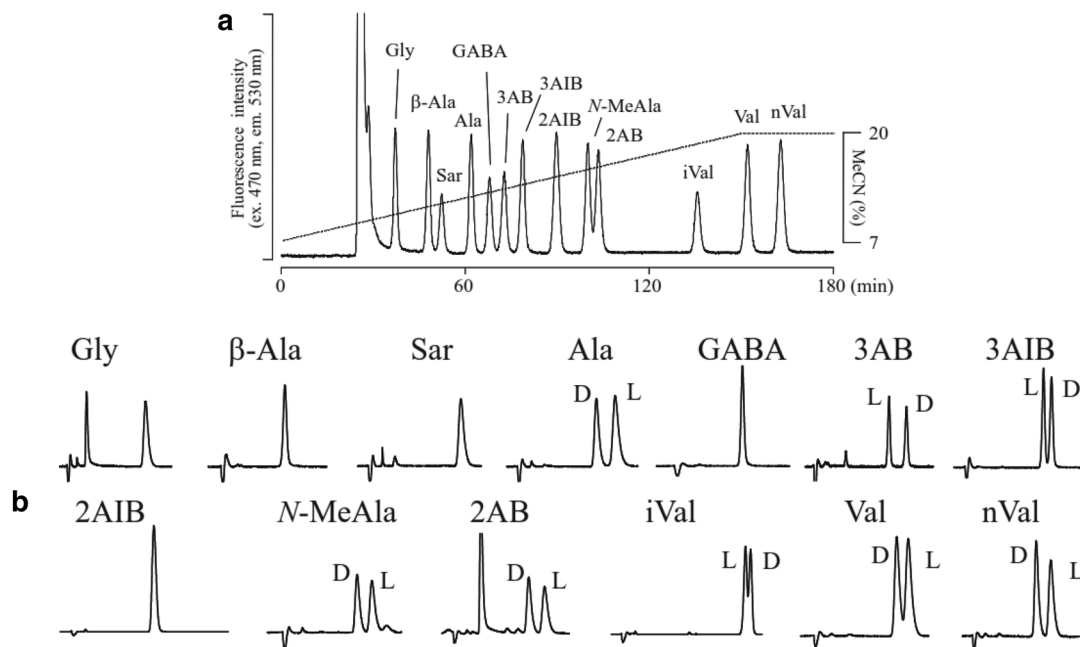 a
Fluorescence intensity
(ex. 470 nm, em. 530 nm)
Gly
β-Ala
Sar
Ala
GABA
3AB
3AIB
2AIB
N-MeAla
2AB
iVal
Val
nVal
20
MeCN (%)
7
0
60
120
180 (min)
Gly
β-Ala
Sar
Ala
GABA
3AB
3AIB
D
L
L
D
L
D
b
2AIB
N-MeAla
2AB
iVal
Val
nVal
D
L
D
L
L
D
D
L
D
L